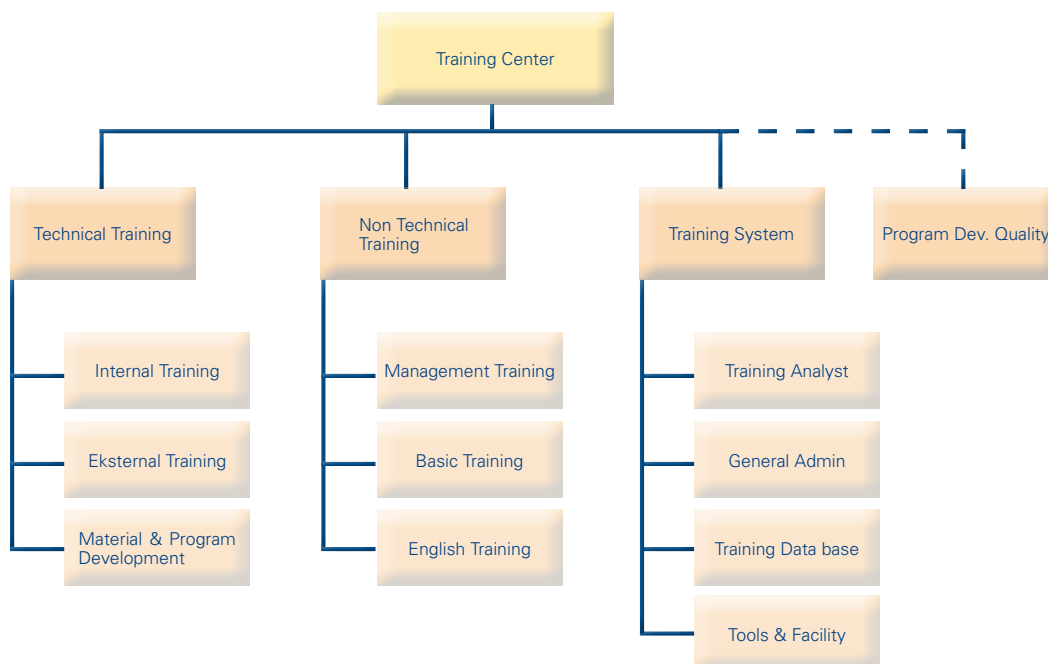 Training Center
Technical Training
Non Technical
Training
Training System
Program Dev. Quality
Internal Training
Eksternal Training
Material & Program
Development
Management Training
Basic Training
English Training
Training Analyst
General Admin
Training Data base
Tools & Facility